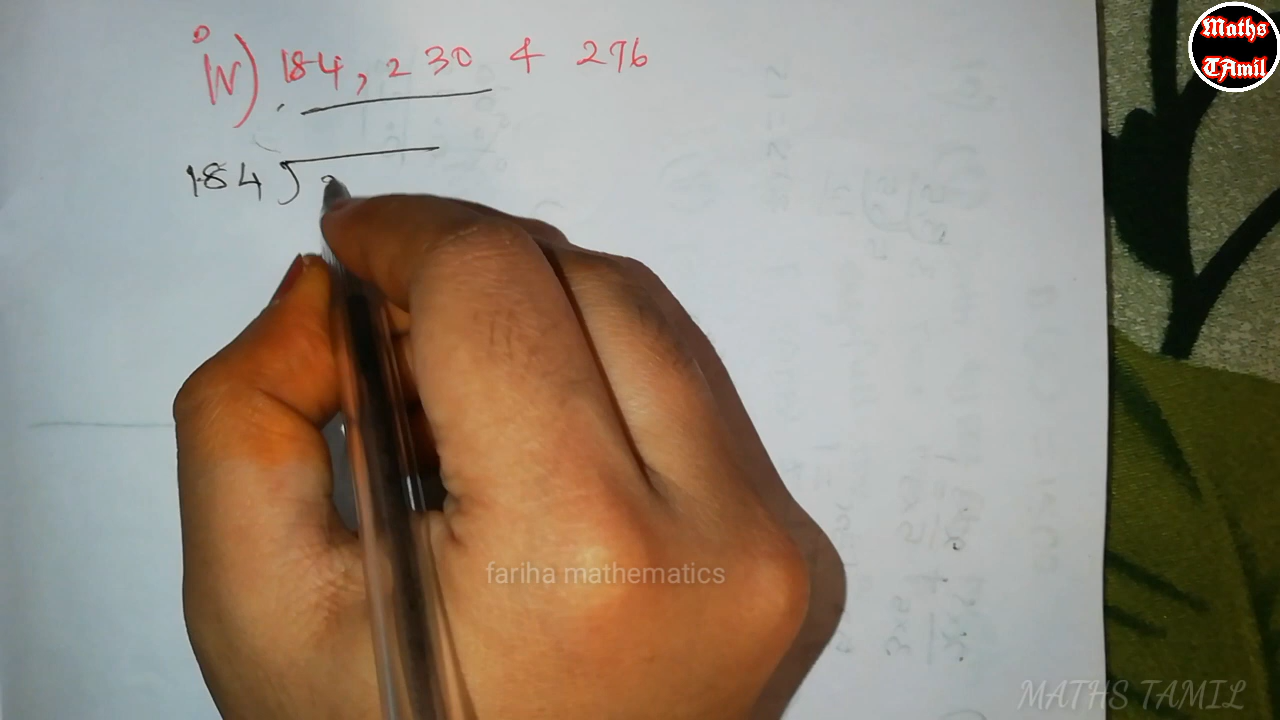 iv) 184, 230 & 276
184
Maths
TAmil
fariha mathematics
MATHS TAMIL